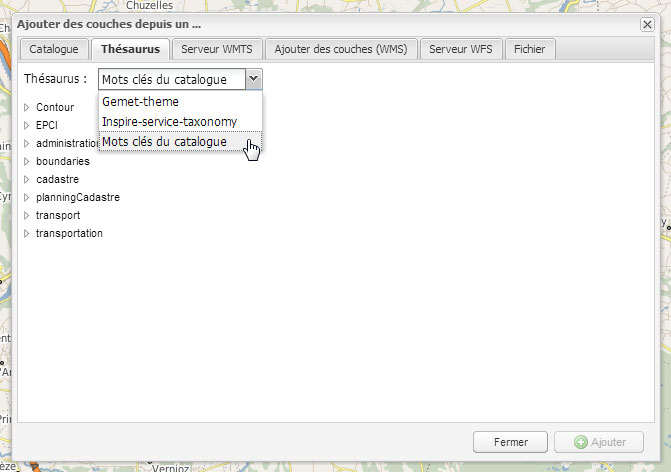 Chuzelles
Ajouter des couches depuis un ...
Catalogue Thésaurus Serveur WMTS Ajouter des couches (WMS) Serveur WFS Fichier
Thésaurus : Mots clés du catalogue
Gemet-theme
Inspire-service-taxonomy
Mots clés du catalogue
Contour
EPCI
administration
boundaries
cadastre
planningCadastre
transport
transportation
Fermer Ajouter
Vernioz